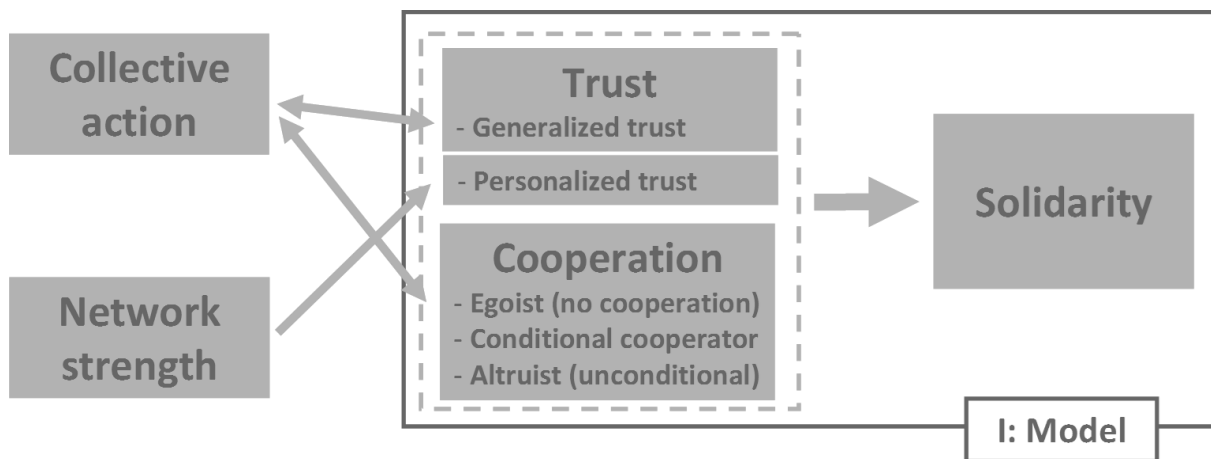 Collective
action
Network
strength
Trust
- Generalized trust
- Personalized trust
Cooperation
- Egoist (no cooperation)
- Conditional cooperator
- Altruist (unconditional)
Solidarity
I: Model